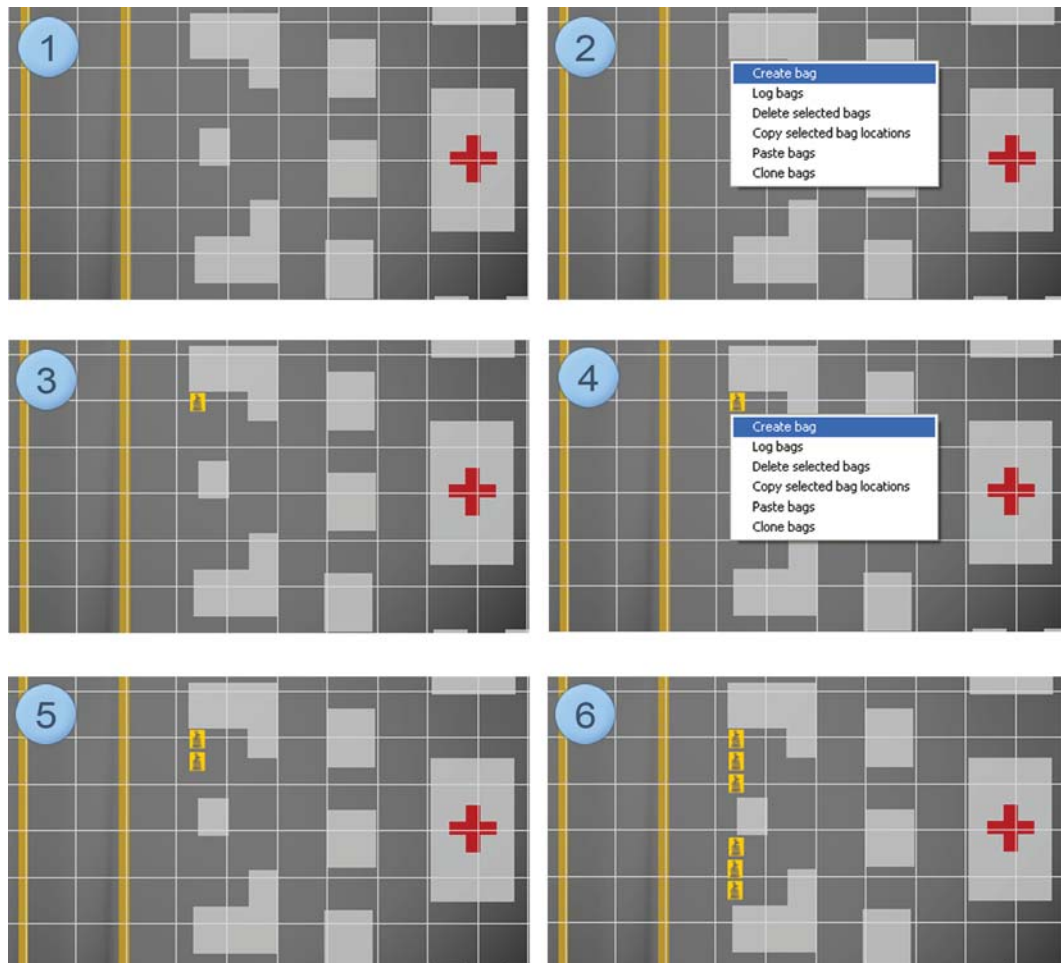 1
2
Create bag
Log bags
Delete selected bags
Copy selected bag locations
Paste bags
Clone bags
3
4
Create bag
Log bags
Delete selected bags
Copy selected bag locations
Paste bags
Clone bags
5
6